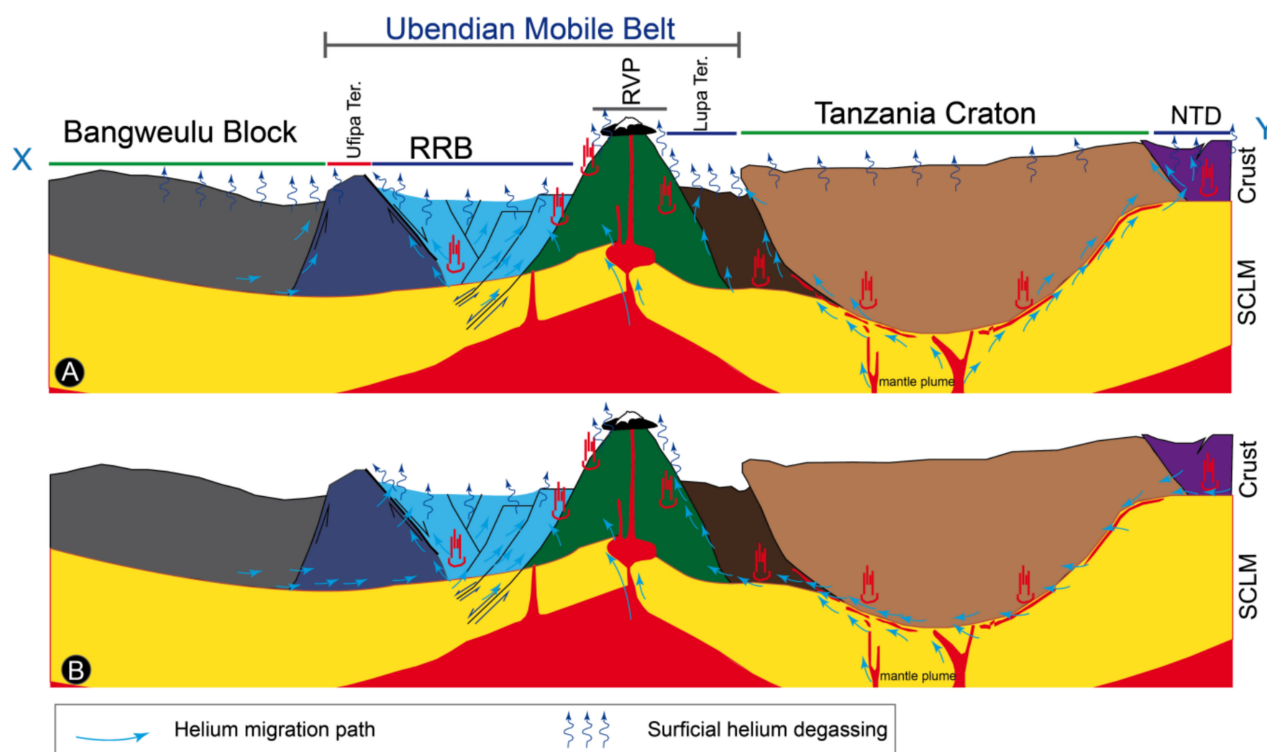 Ubendian Mobile Belt
Bangweulu Block
Ufipa Ter.
RRB
RVP
Lupa Ter.
Tanzania Craton
NTD
X
Y
Crust
SCLM
mantle plume
A
Crust
SCLM
mantle plume
B
Helium migration path
Surficial helium degassing